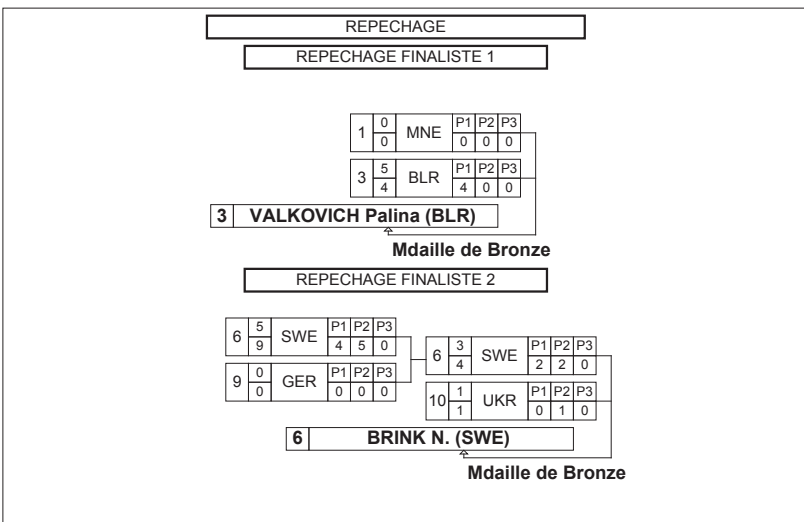 REPECHAGE
REPECHAGE FINALISTE 1
1 0 MNE P1 P2 P3
0 0 0 0
3 5 BLR P1 P2 P3
4 4 0 0
3 VALKOVICH Palina (BLR)
Mdaille de Bronze
REPECHAGE FINALISTE 2
6 5 SWE P1 P2 P3
9 4 5 0
9 0 GER P1 P2 P3
0 0 0 0
6 3 SWE P1 P2 P3
4 2 2 0
10 1 UKR P1 P2 P3
1 0 1 0
6 BRINK N. (SWE)
Mdaille de Bronze